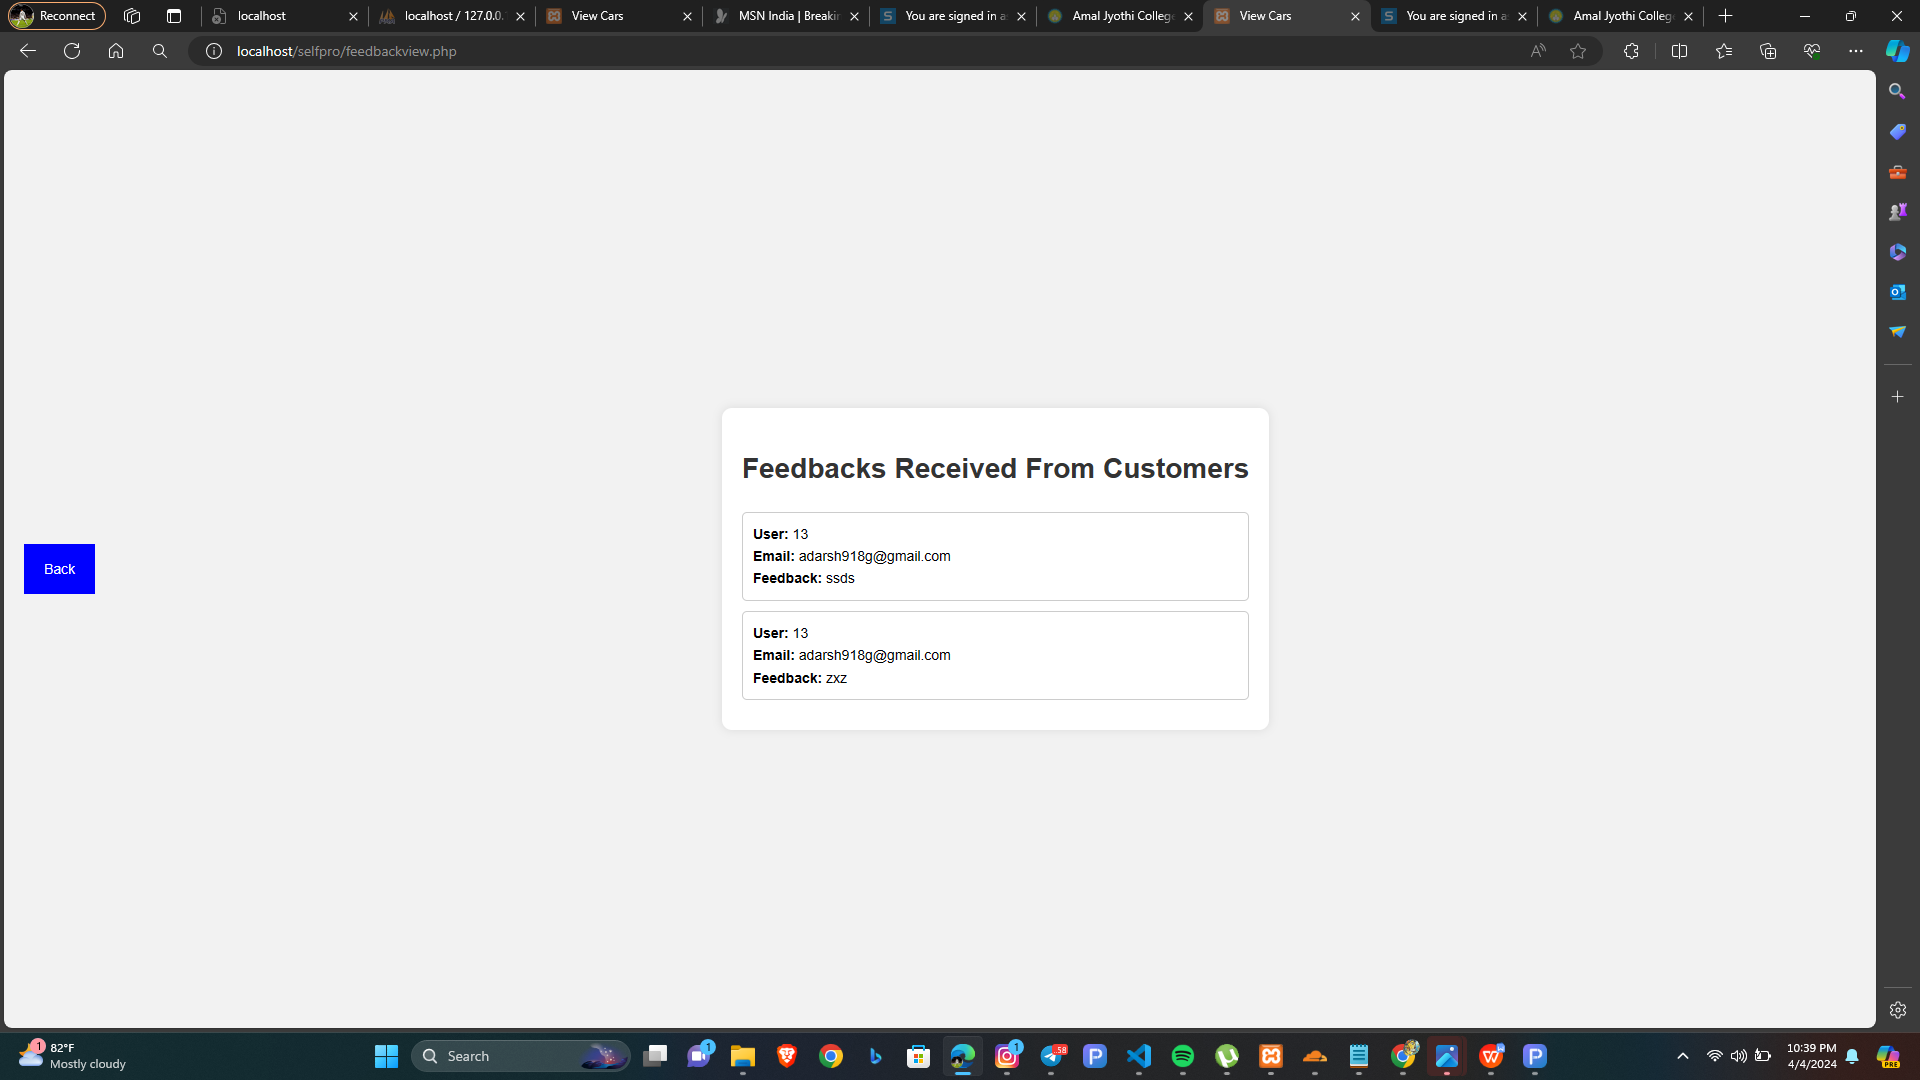 Reconnect
localhost
localhost / 127.0.0.
View Cars
MSN India | Breakin
You are signed in a
Amal Jyothi College
View Cars
You are signed in a
Amal Jyothi College
localhost/selfpro/feedbackview.php
Feedbacks Received From Customers
User: 13
Email: adarsh918g@gmail.com
Feedback: ssds
Back
User: 13
Email: adarsh918g@gmail.com
Feedback: zxz
1
82°F
Mostly cloudy
Search
1
1
58
10:39 PM
4/4/2024
PRE